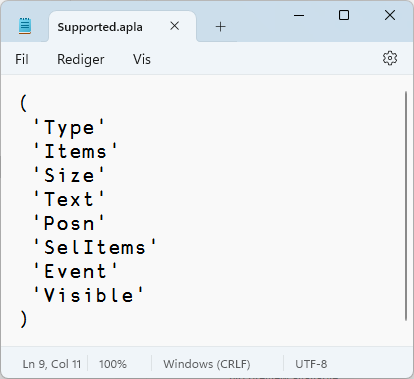 Supported.apla
Fil Rediger Vis
(
'Type'
'Items'
'Size'
'Text'
'Posn'
'SelItems'
'Event'
'Visible'
)
Ln 9, Col 11 100% Windows (CRLF) UTF-8